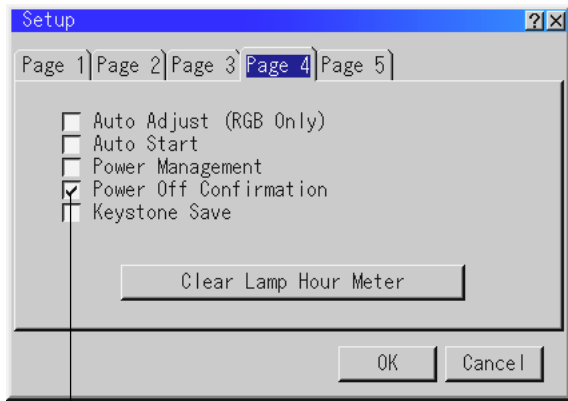 Setup
Page 1 Page 2 Page 3 Page 4 Page 5
Auto Adjust (RGB Only)
Auto Start
Power Management
Power Off Confirmation
Keystone Save
Clear Lamp Hour Meter
OK Cancel